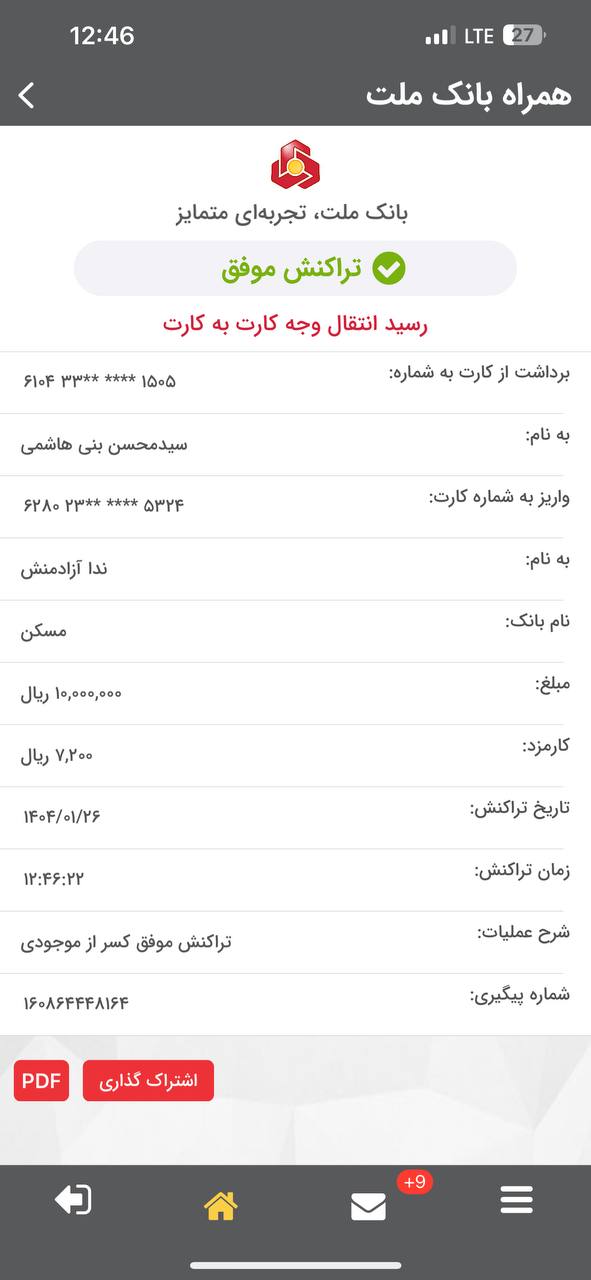 12:46 LTE 27
همراه بانک ملت
بانک ملت، تجربه‌ای متمایز
تراکنش موفق
رسید انتقال وجه کارت به کارت
برداشت از کارت به شماره: ۶۱۰۴ ۳۳** **** ۱۵۰۵
به نام: سیدمحسن بنی هاشمی
واریز به شماره کارت: ۶۲۸۰ ۲۳** **** ۵۳۲۴
به نام: ندا آزادمنش
نام بانک: مسکن
مبلغ: ۱۰,۰۰۰,۰۰۰ ریال
کارمزد: ۷,۲۰۰ ریال
تاریخ تراکنش: ۱۴۰۴/۰۱/۲۶
زمان تراکنش: ۱۲:۴۶:۲۲
شرح عملیات: تراکنش موفق کسر از موجودی
شماره پیگیری: ۱۶۰۸۶۴۴۴۸۱۶۴
اشتراک گذاری PDF
+9